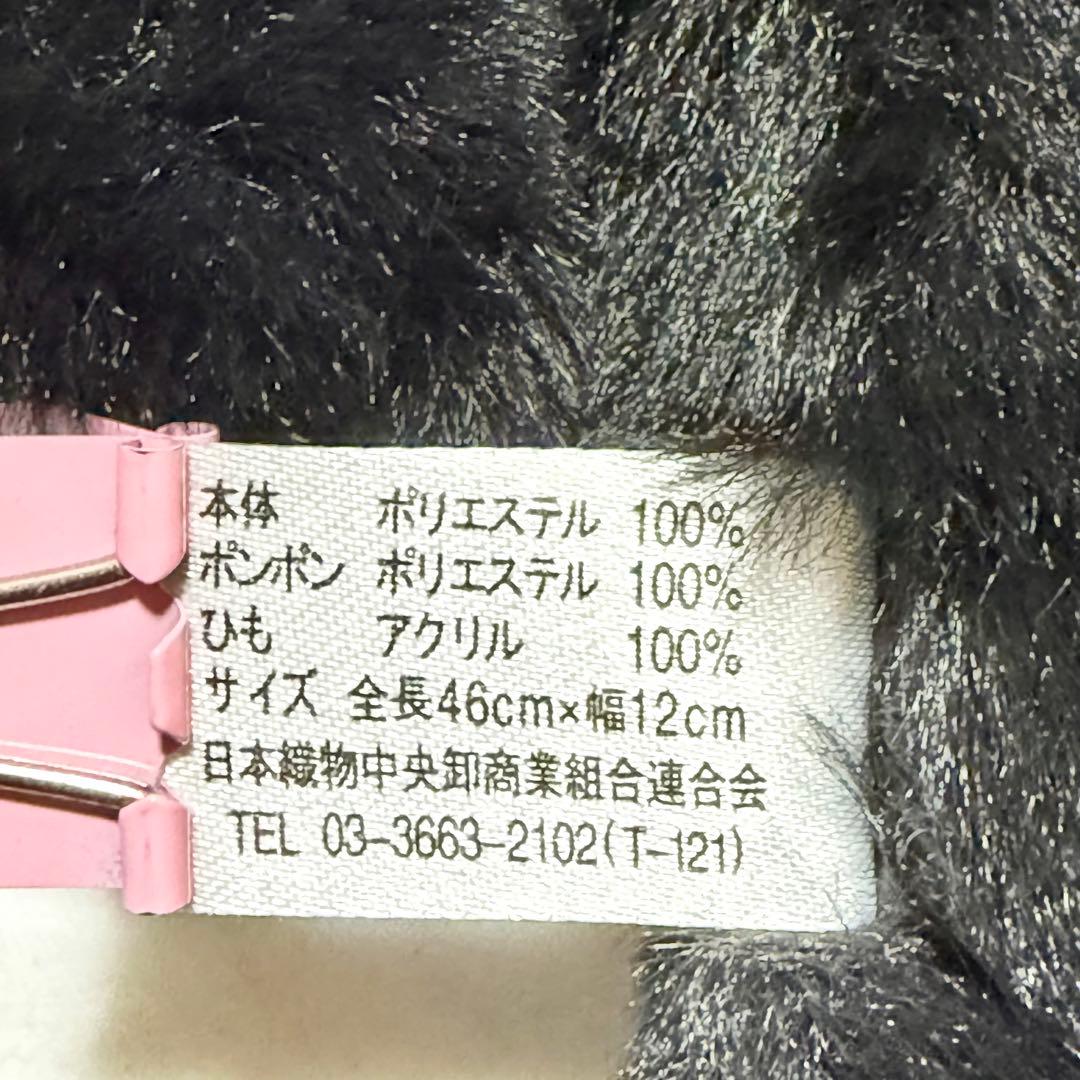 本体 ポリエステル 100%
ポンポン ポリエステル 100%
ひも アクリル 100%
サイズ 全長46cm×幅12cm
日本織物中央卸商業組合連合会
TEL 03-3663-2102(T-121)